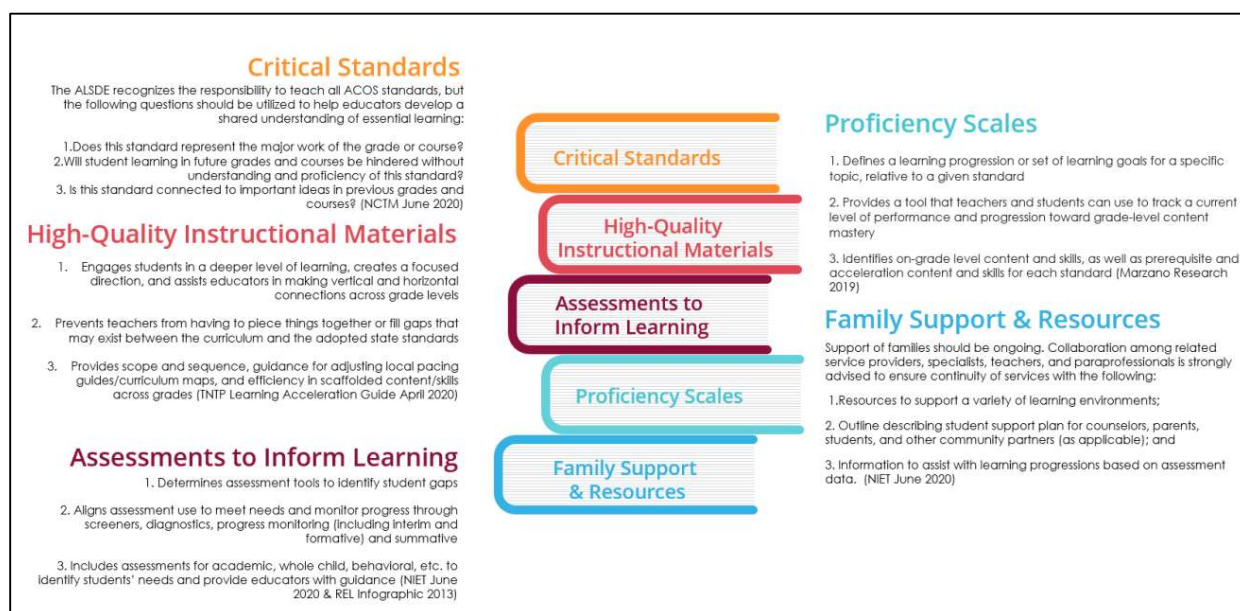 Critical Standards
The ALSDE recognizes the responsibility to teach all ACOS standards, but
the following questions should be utilized to help educators develop a
shared understanding of essential learning:
1.Does this standard represent the major work of the grade or course?
2.Will student learning in future grades and courses be hindered without
understanding and proficiency of this standard?
3. Is this standard connected to important ideas in previous grades and
courses? (NCTM June 2020)
High-Quality Instructional Materials
1. Engages students in a deeper level of learning, creates a focused
direction, and assists educators in making vertical and horizontal
connections across grade levels
2. Prevents teachers from having to piece things together or fill gaps that
may exist between the curriculum and the adopted state standards
3. Provides scope and sequence, guidance for adjusting local pacing
guides/curriculum maps, and efficiency in scaffolded content/skills
across grades (TNTP Learning Acceleration Guide April 2020)
Assessments to Inform Learning
1. Determines assessment tools to identify student gaps
2. Aligns assessment use to meet needs and monitor progress through
screeners, diagnostics, progress monitoring (including interim and
formative) and summative
3. Includes assessments for academic, whole child, behavioral, etc. to
identify students' needs and provide educators with guidance (NIET June
2020 & REL Infographic 2013)
Critical Standards
High-Quality
Instructional Materials
Assessments to
Inform Learning
Proficiency Scales
Family Support
& Resources
Proficiency Scales
1. Defines a learning progression or set of learning goals for a specific
topic, relative to a given standard
2. Provides a tool that teachers and students can use to track a current
level of performance and progression toward grade-level content
mastery
3. Identifies on-grade level content and skills, as well as prerequisite and
acceleration content and skills for each standard (Marzano Research
2019)
Family Support & Resources
Support of families should be ongoing. Collaboration among related
service providers, specialists, teachers, and paraprofessionals is strongly
advised to ensure continuity of services with the following:
1.Resources to support a variety of learning environments;
2. Outline describing student support plan for counselors, parents,
students, and other community partners (as applicable); and
3. Information to assist with learning progressions based on assessment
data. (NIET June 2020)